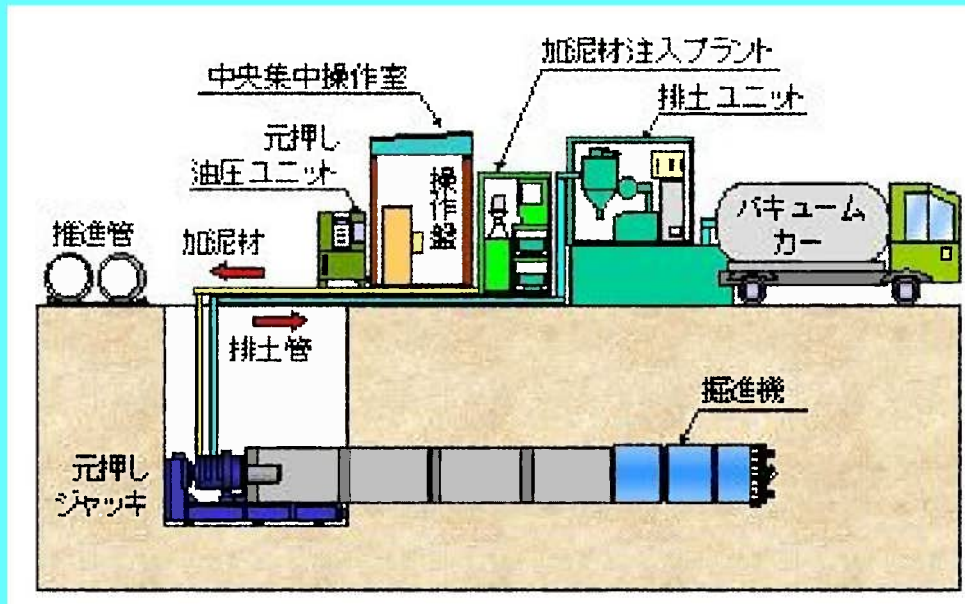 加泥材注入プラント
中央集中操作室
排土ユニット
元押し
油圧ユニット
操作盤
バキューム
カー
推進管
加泥材
排土管
掘進機
元押し
ジャッキ